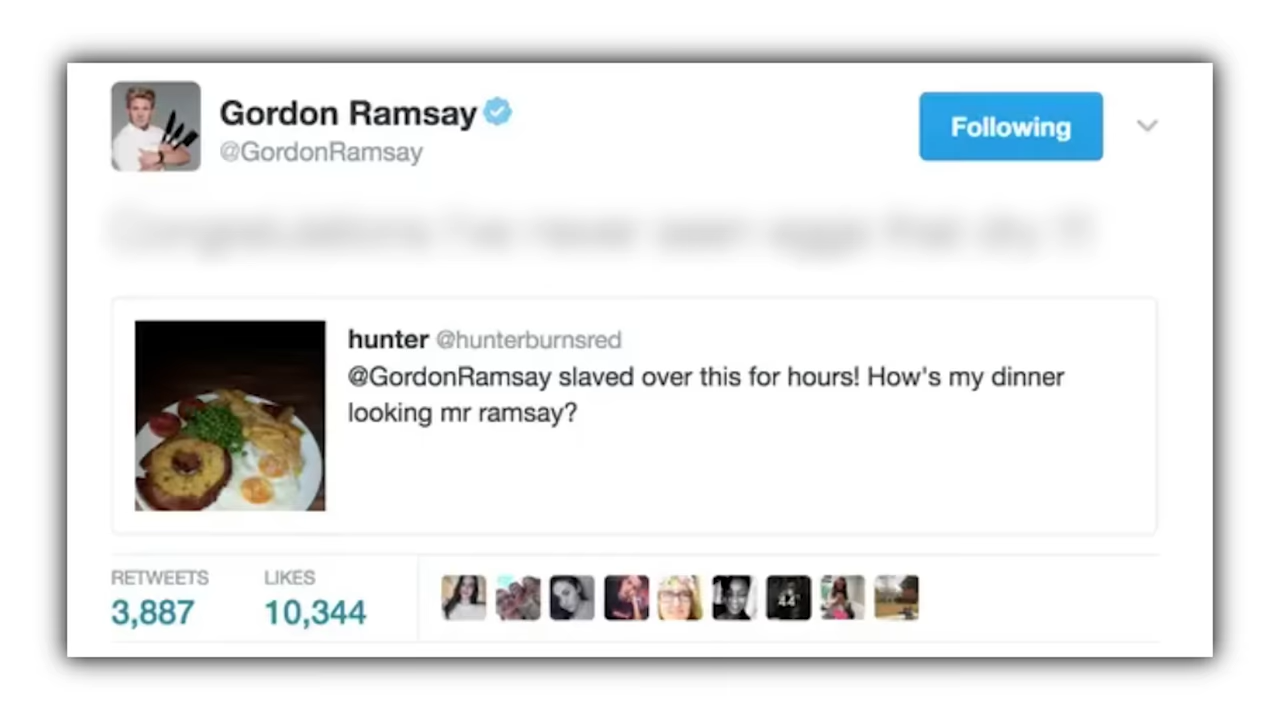 Gordon Ramsay
@GordonRamsay
Following
hunter @hunterburnsred
@GordonRamsay slaved over this for hours! How's my dinner
looking mr ramsay?
RETWEETS LIKES
3,887 10,344
44